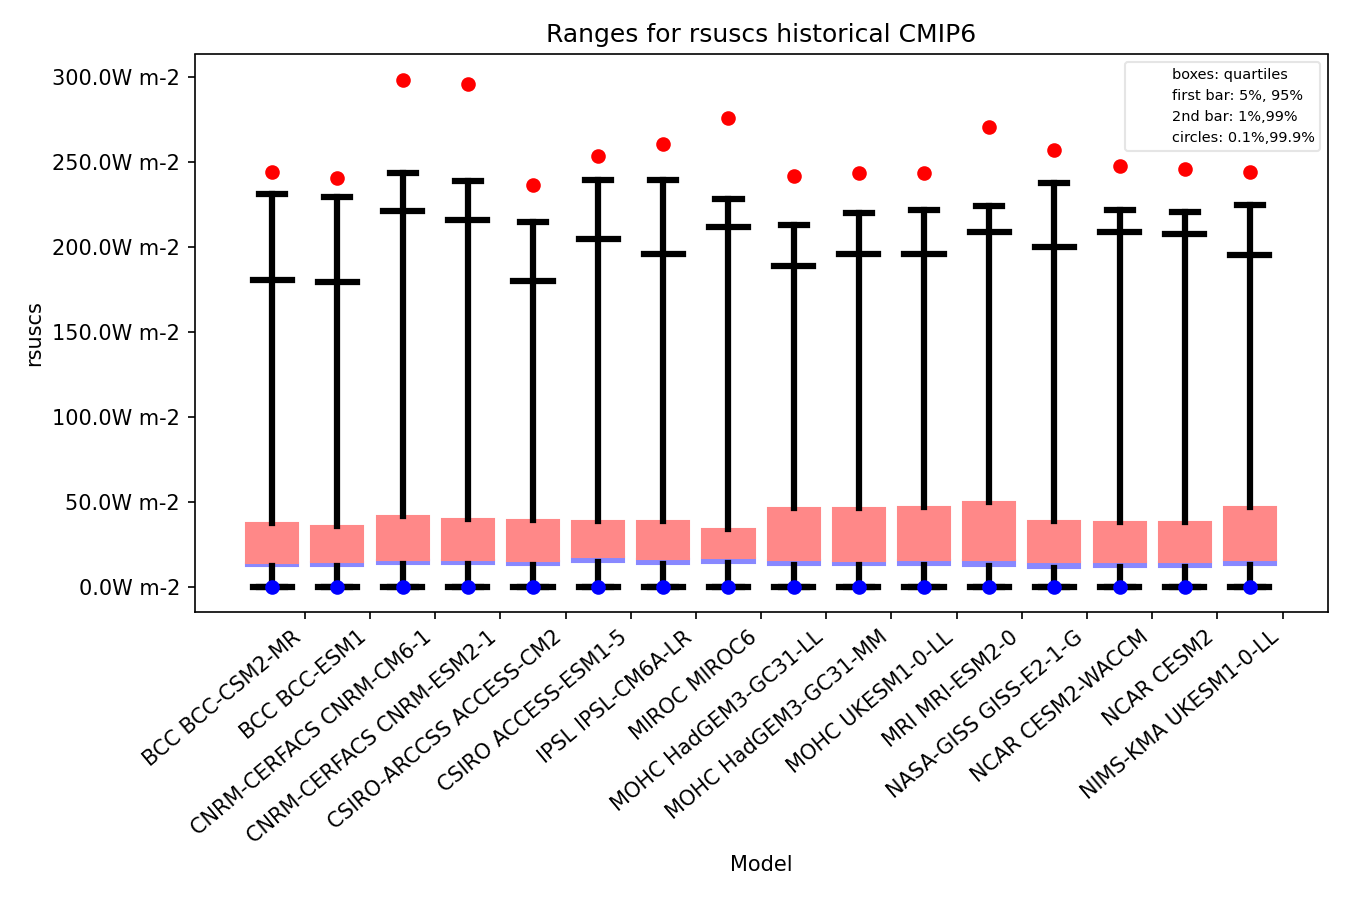 Ranges for rsuscs historical CMIP6
300.0W m-2
250.0W m-2
200.0W m-2
150.0W m-2
100.0W m-2
50.0W m-2
0.0W m-2
rsuscs
boxes: quartiles
first bar: 5%, 95%
2nd bar: 1%,99%
circles: 0.1%,99.9%
BCC BCC-CSM2-MR
BCC BCC-ESM1
CNRM-CERFACS CNRM-CM6-1
CNRM-CERFACS CNRM-ESM2-1
CSIRO-ARCCSS ACCESS-CM2
CSIRO ACCESS-ESM1-5
IPSL IPSL-CM6A-LR
MIROC MIROC6
MOHC HadGEM3-GC31-LL
MOHC HadGEM3-GC31-MM
MOHC UKESM1-0-LL
MRI MRI-ESM2-0
NASA-GISS GISS-E2-1-G
NCAR CESM2-WACCM
NCAR CESM2
NIMS-KMA UKESM1-0-LL
Model